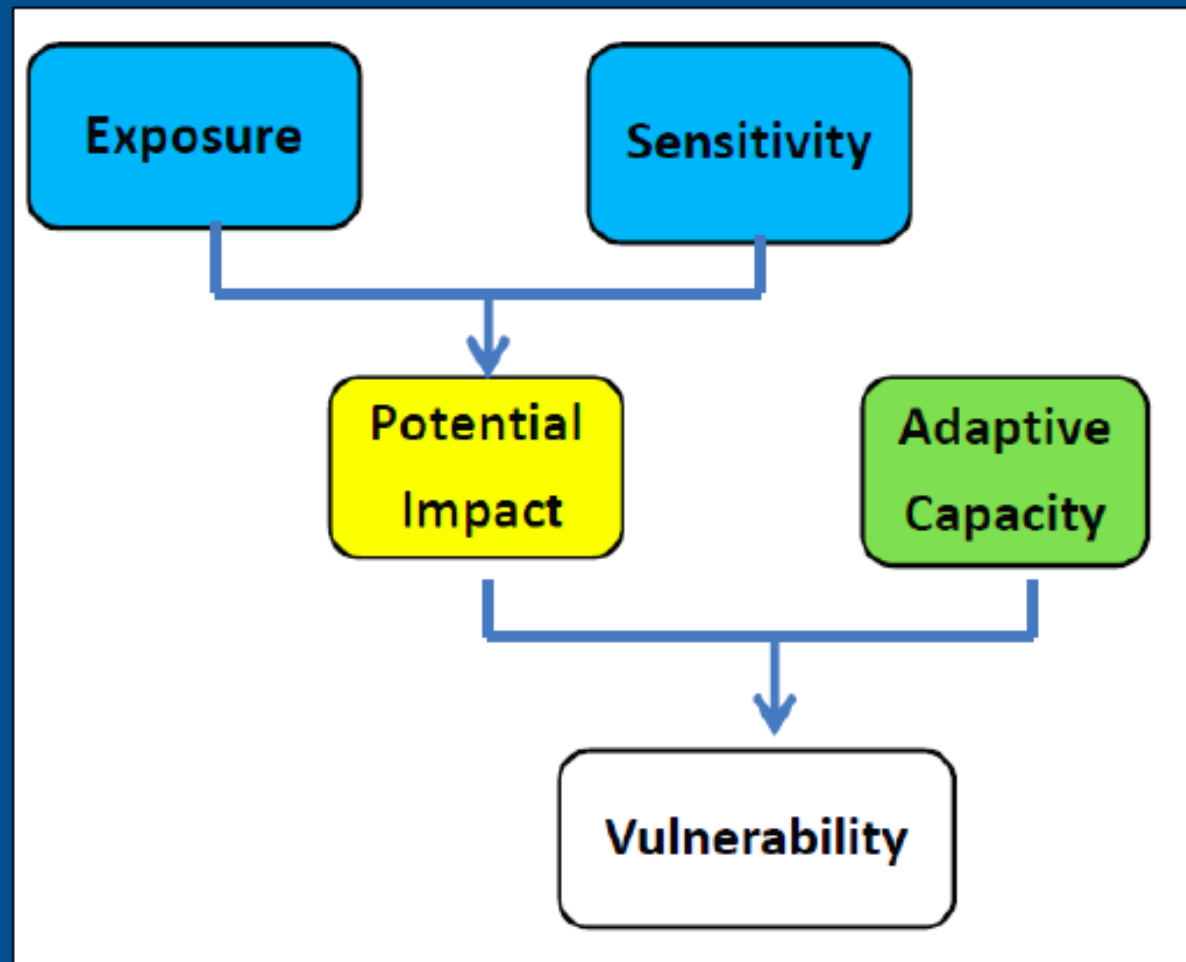 Exposure
Sensitivity
Potential
Impact
Adaptive
Capacity
Vulnerability